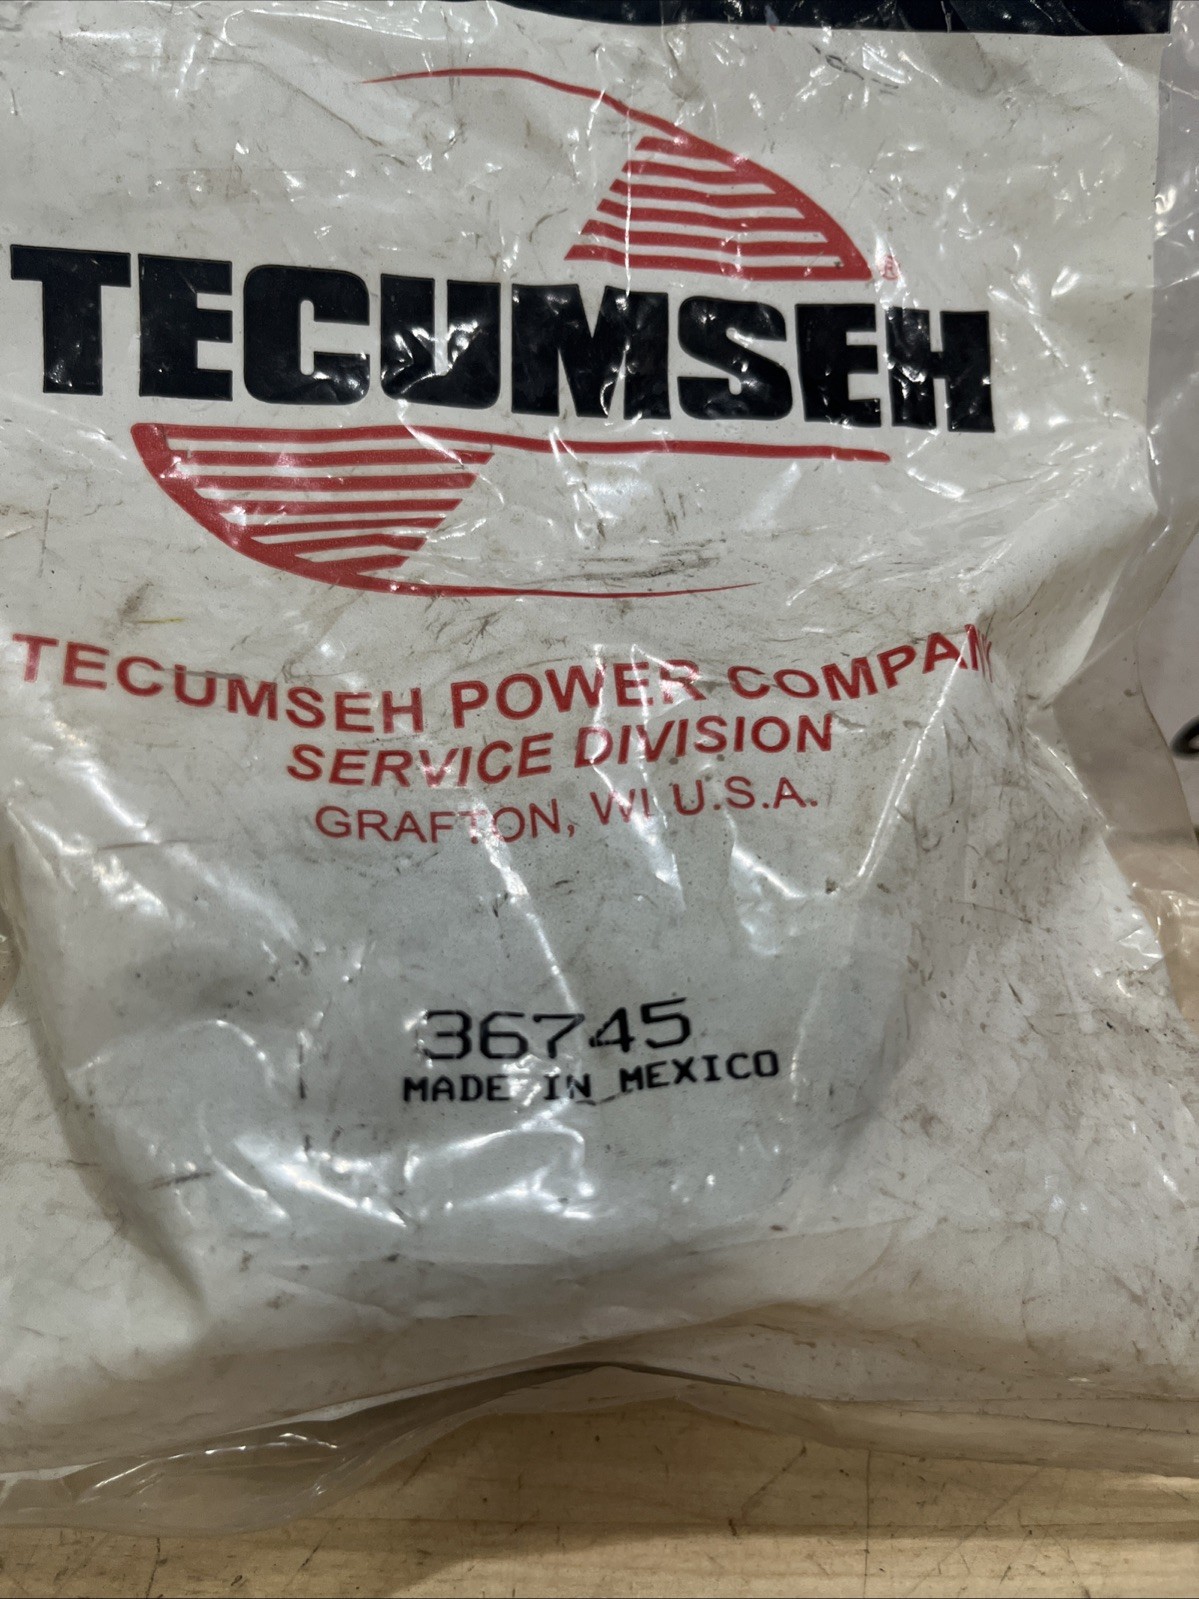 TECUMSEH
TECUMSEH POWER COMPANY
SERVICE DIVISION
GRAFTON, WI U.S.A.
36745
MADE IN MEXICO